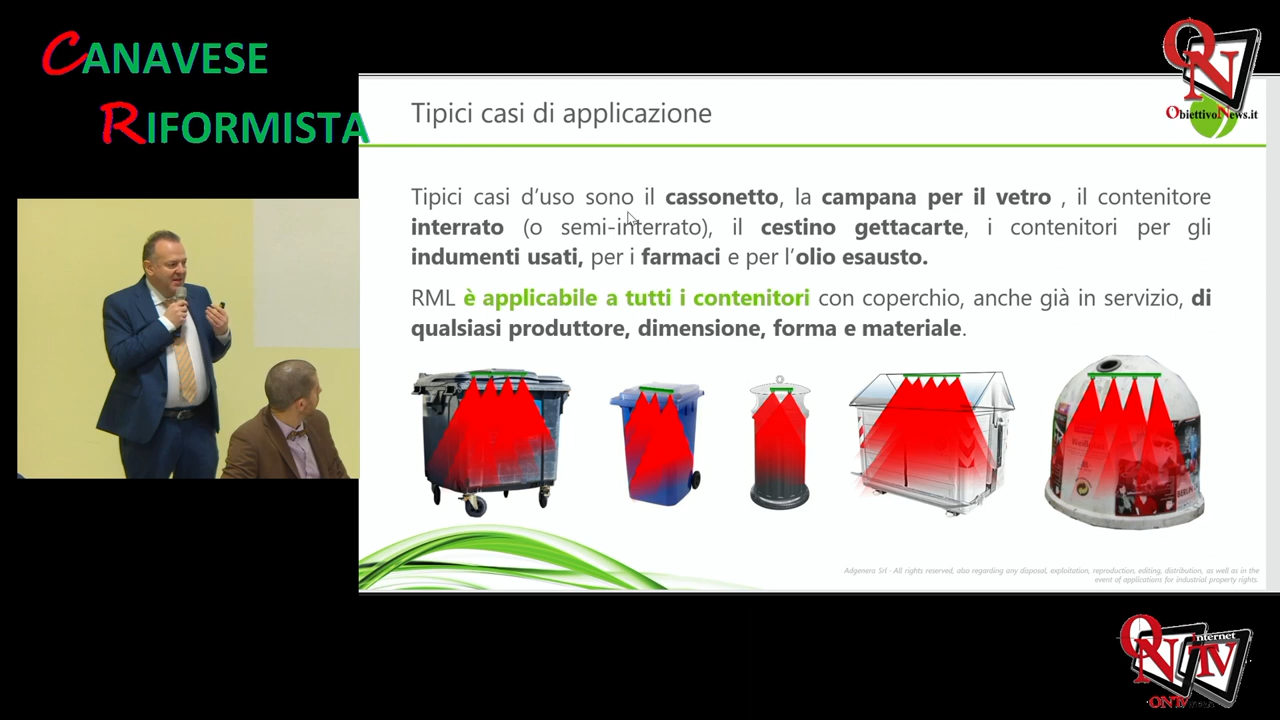 CANAVESE
RIFORMISTA
ON
ObiettivoNews.it
Tipici casi di applicazione
Tipici casi d’uso sono il cassonetto, la campana per il vetro , il contenitore
interrato (o semi-interrato), il cestino gettacarte, i contenitori per gli
indumenti usati, per i farmaci e per l’olio esausto.
RML è applicabile a tutti i contenitori con coperchio, anche già in servizio, di
qualsiasi produttore, dimensione, forma e materiale.
Adgenera Srl - All rights reserved, also regarding any disposal, exploitation, reproduction, editing, distribution, as well as in the
event of applications for industrial property rights.
internet
ON TV